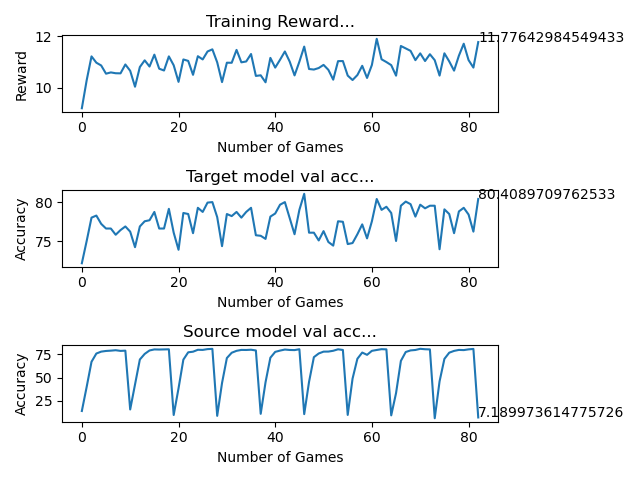 Training Reward...
12
10
Reward
11.77642984549433
0 20 40 60 80
Number of Games
Target model val acc...
80
75
Accuracy
80.4089709762533
0 20 40 60 80
Number of Games
Source model val acc...
75
50
25
Accuracy
7.189973614775726
0 20 40 60 80
Number of Games